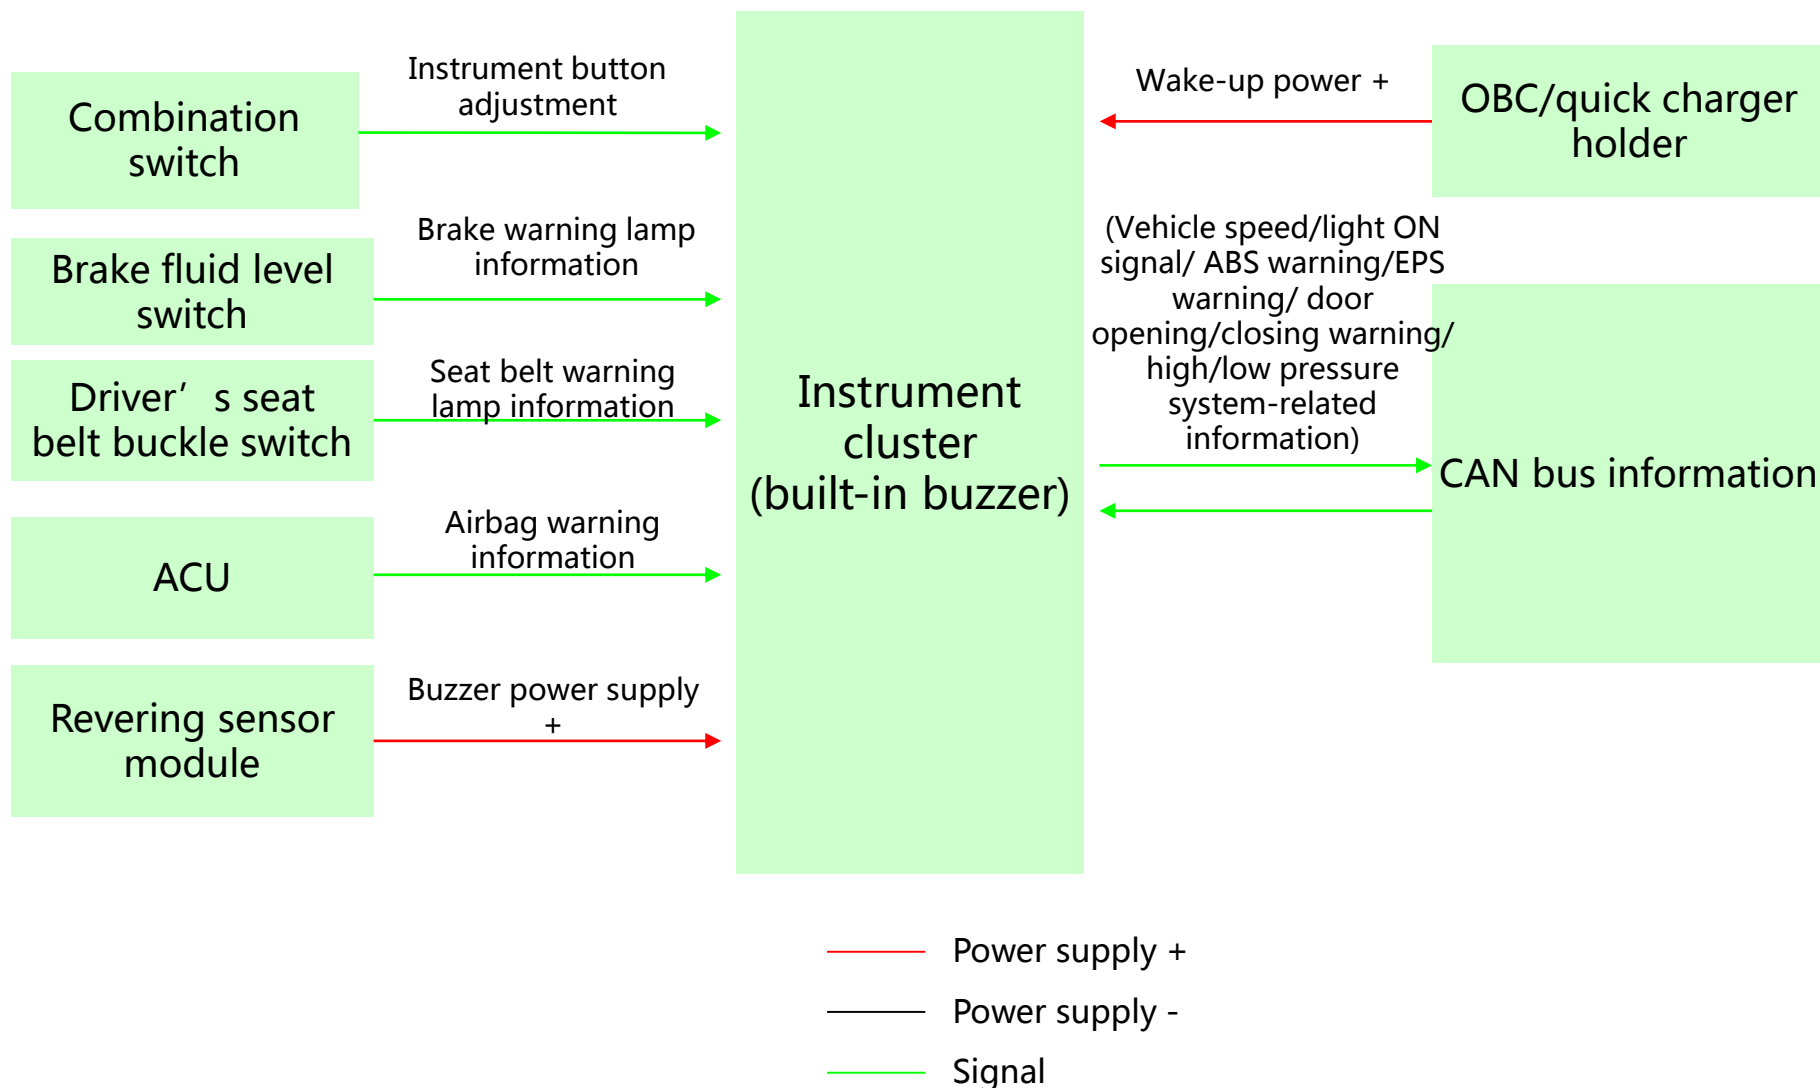 Combination
switch
Instrument button
adjustment
Brake fluid level
switch
Brake warning lamp
information
Driver’s seat
belt buckle switch
Seat belt warning
lamp information
ACU
Airbag warning
information
Revering sensor
module
Buzzer power supply
+
Instrument
cluster
(built-in buzzer)
Wake-up power +
OBC/quick charger
holder
(Vehicle speed/light ON
signal/ ABS warning/EPS
warning/ door
opening/closing warning/
high/low pressure
system-related
information)
CAN bus information
Power supply +
Power supply -
Signal